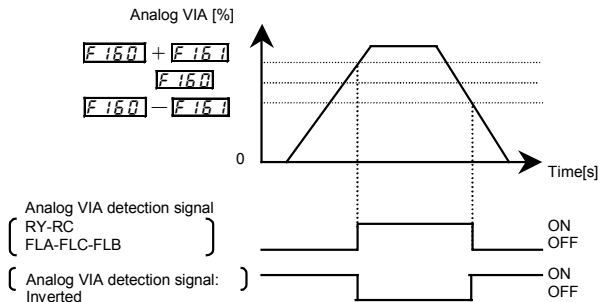 Analog VIA [%]
F160 + F161
F160
F160 − F161
0
Time[s]
Analog VIA detection signal
RY-RC
FLA-FLC-FLB
ON
OFF
Analog VIA detection signal:
Inverted
ON
OFF